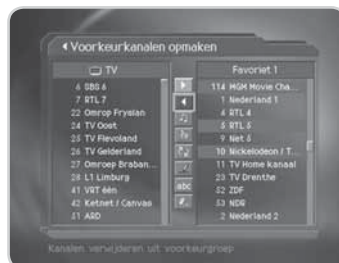 Voorkeurkanalen opmaken
TV
6 SBS 6
7 RTL 7
22 Omrop Fryslan
24 TV Oost
25 TV Flevoland
26 TV Gelderland
27 Omroep Braban...
28 L1 Limburg
41 VRT één
42 Ketnet / Canvas
51 ARD
abc
Favoriet 1
114 MGM Movie Cha...
1 Nederland 1
4 RTL 4
5 RTL 5
9 Net 5
10 Nickelodeon / T...
11 TV Home kanaal
23 TV Drenthe
52 ZDF
53 NDR
2 Nederland 2
Kanalen verwijderen uit voorkeurgroep